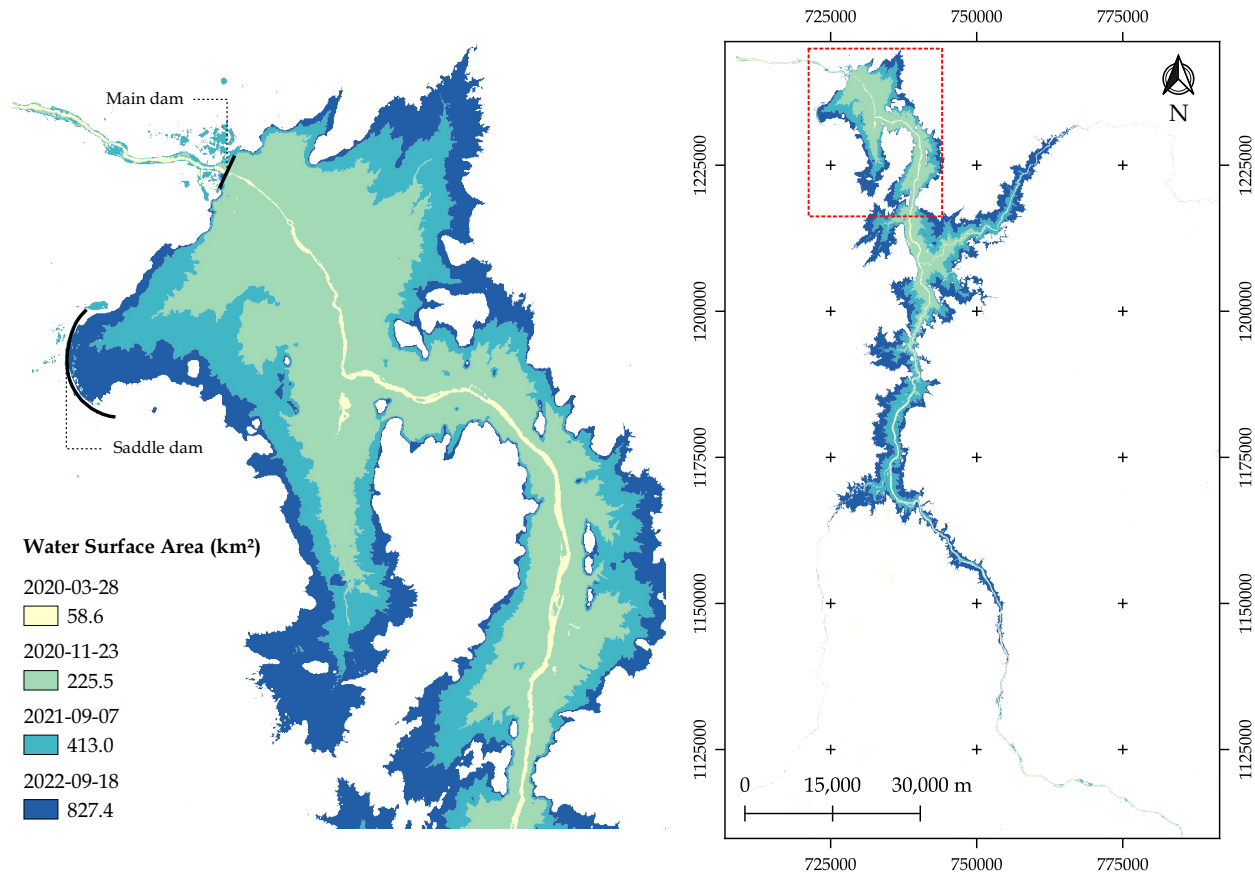 Main dam
Saddle dam
Water Surface Area (km²)
2020-03-28
58.6
2020-11-23
225.5
2021-09-07
413.0
2022-09-18
827.4
725000 750000 775000
N
1225000 1225000
1200000 1200000
1175000 1175000
1150000 1150000
1125000 1125000
0 15,000 30,000 m
725000 750000 775000